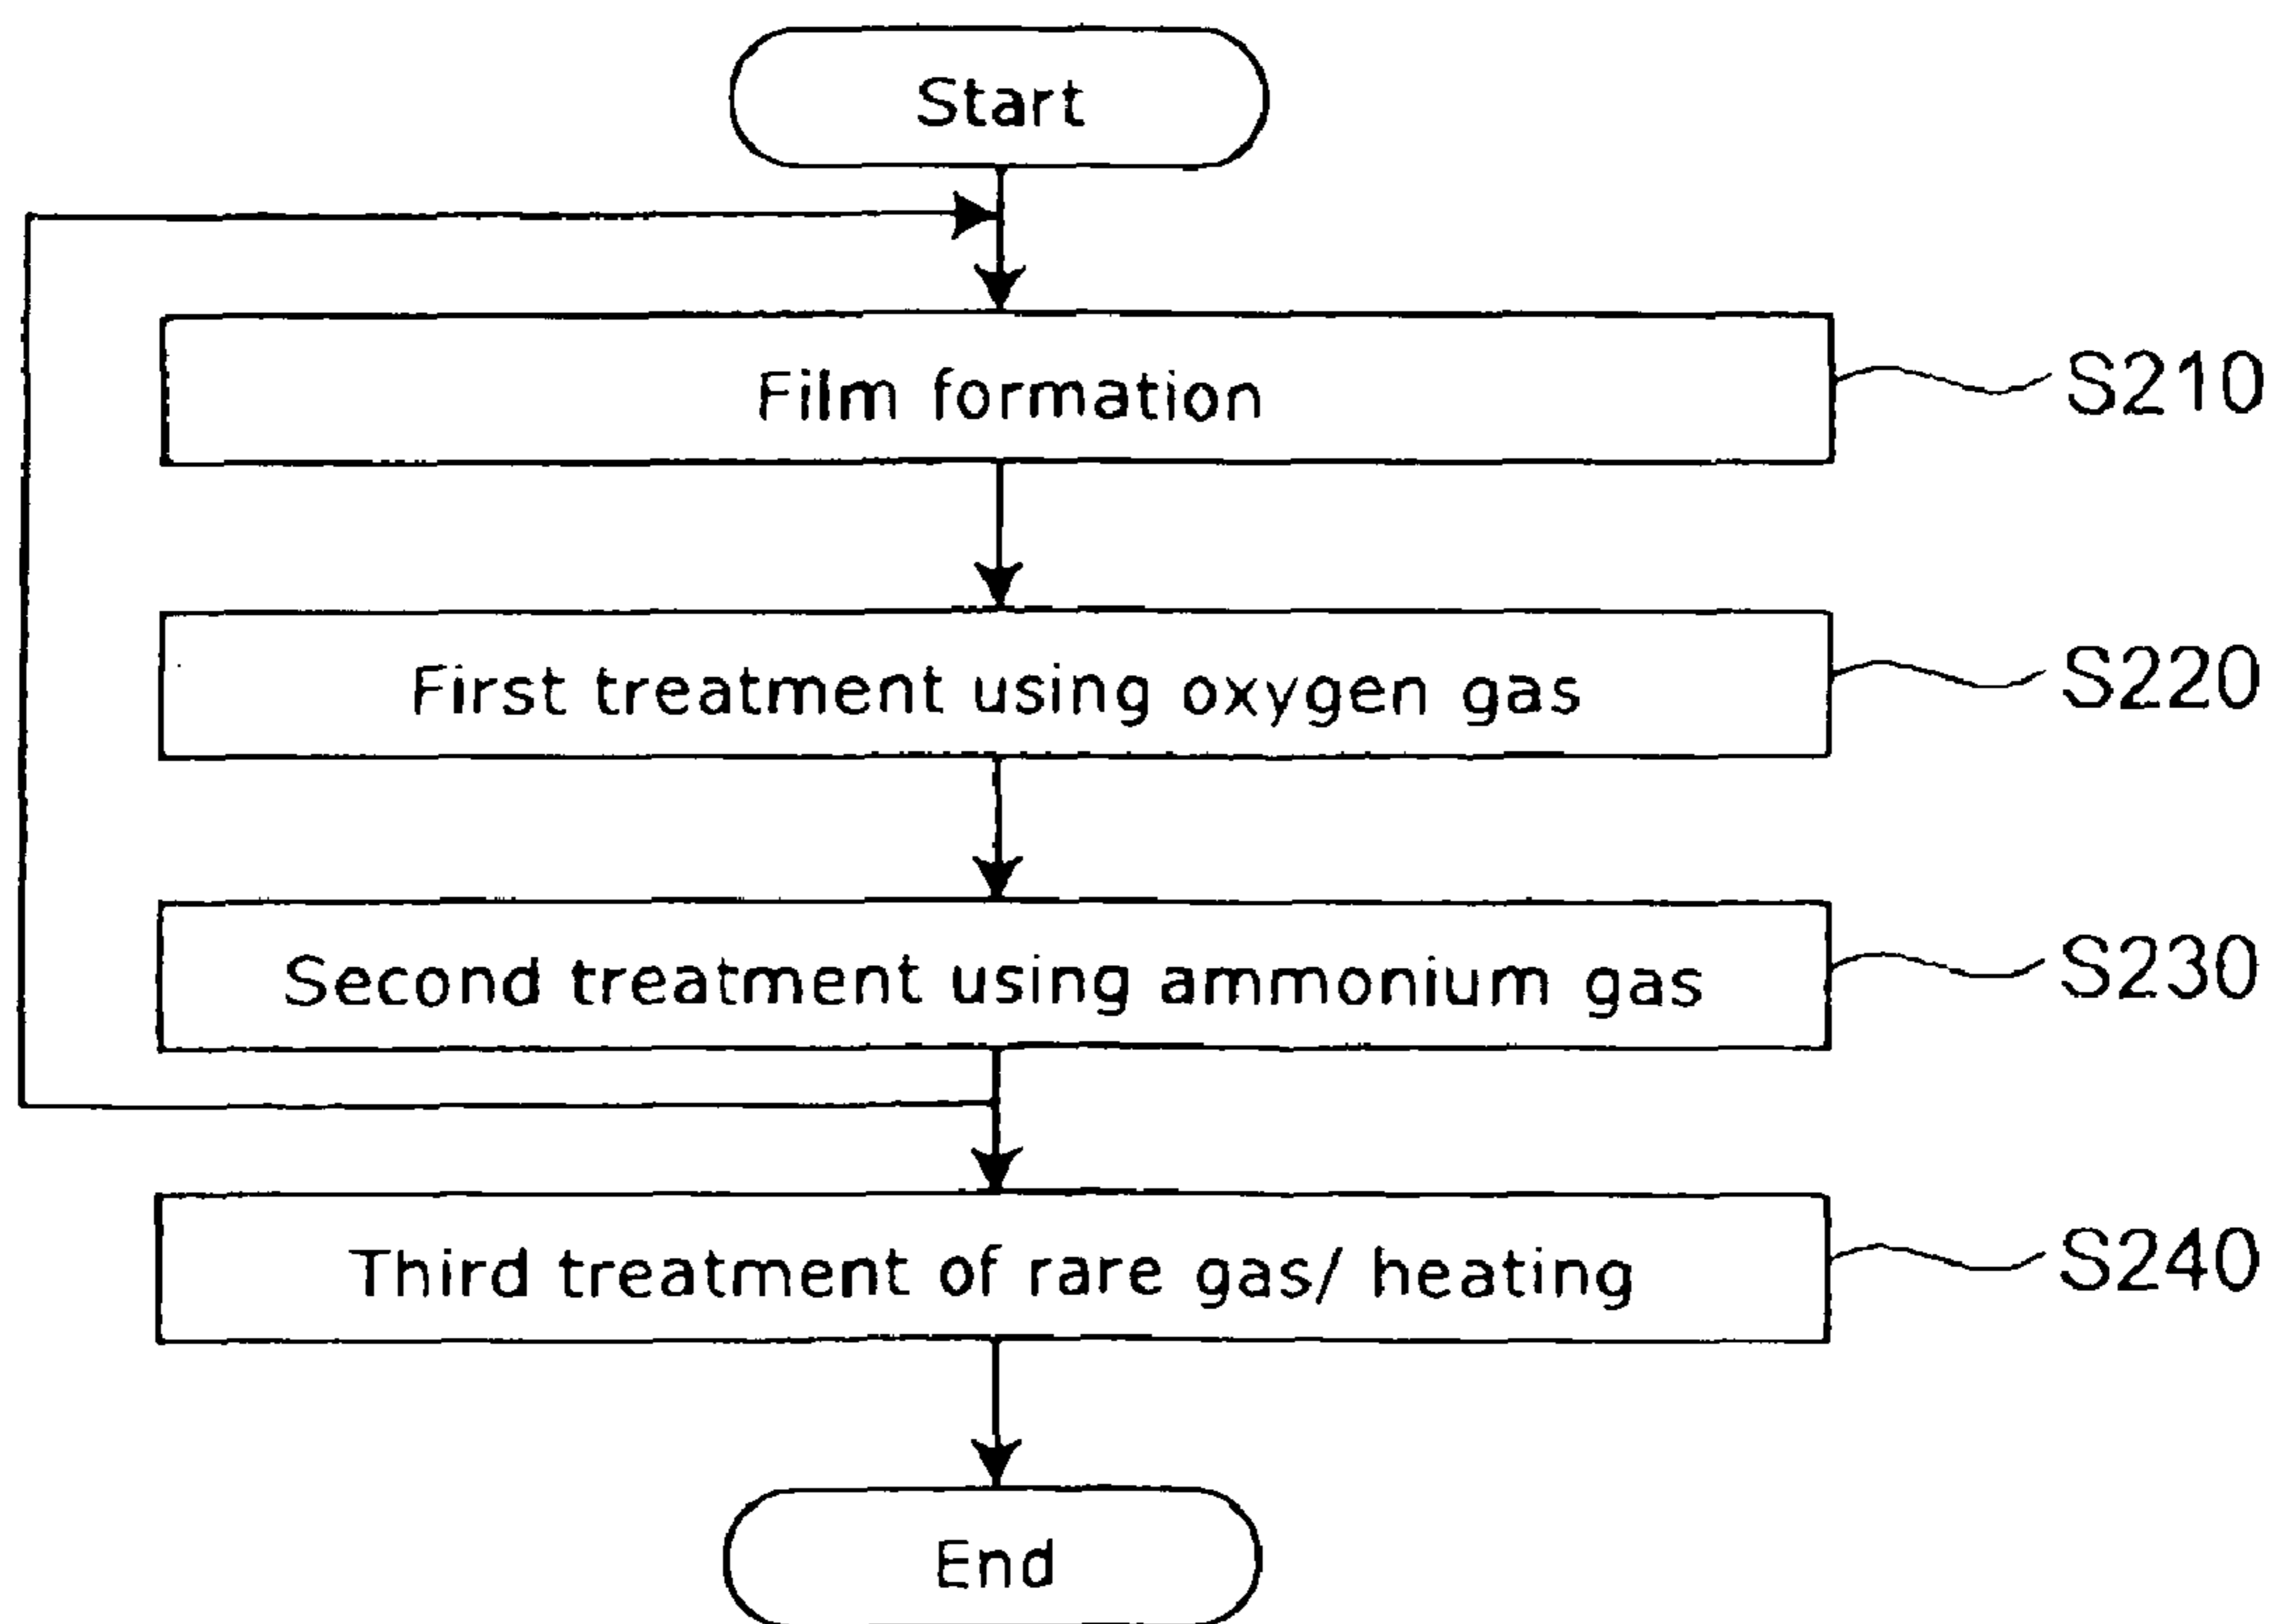 Start
Film formation
S210
First treatment using oxygen gas
S220
Second treatment using ammonium gas
S230
Third treatment of rare gas/ heating
S240
End